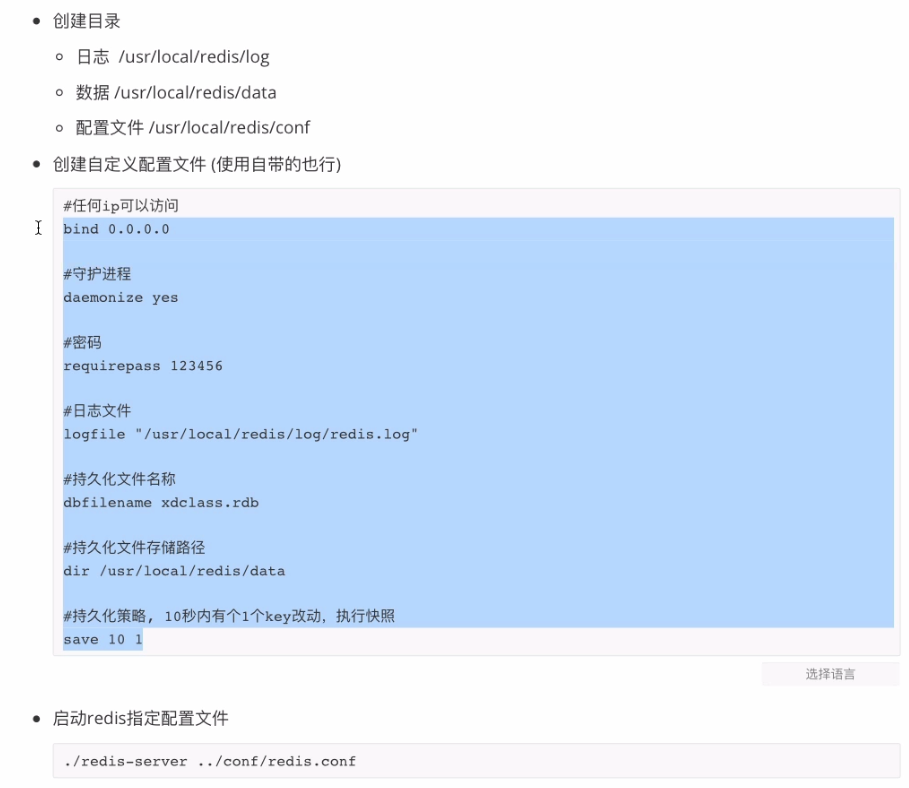 创建目录
日志 /usr/local/redis/log
数据 /usr/local/redis/data
配置文件 /usr/local/redis/conf
创建自定义配置文件 (使用自带的也行)
#任何ip可以访问
bind 0.0.0.0
#守护进程
daemonize yes
#密码
requirepass 123456
#日志文件
logfile "/usr/local/redis/log/redis.log"
#持久化文件名称
dbfilename xdclass.rdb
#持久化文件存储路径
dir /usr/local/redis/data
#持久化策略, 10秒内有个1个key改动，执行快照
save 10 1
选择语言
启动redis指定配置文件
./redis-server ../conf/redis.conf